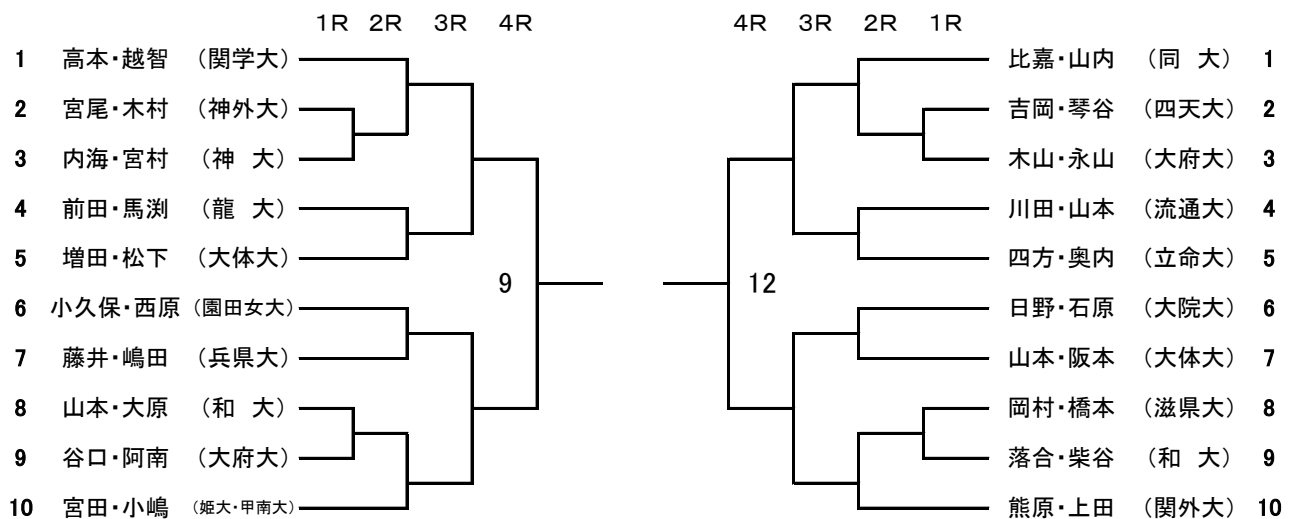 1R 2R 3R 4R
4R 3R 2R 1R
1 高本・越智 (関学大)
比嘉・山内 (同 大) 1
2 宮尾・木村 (神外大)
吉岡・琴谷 (四天大) 2
3 内海・宮村 (神 大)
木山・永山 (大府大) 3
4 前田・馬渕 (龍 大)
川田・山本 (流通大) 4
5 増田・松下 (大体大)
四方・奥内 (立命大) 5
9
12
6 小久保・西原 (園田女大)
日野・石原 (大院大) 6
7 藤井・嶋田 (兵県大)
山本・阪本 (大体大) 7
8 山本・大原 (和 大)
岡村・橋本 (滋県大) 8
9 谷口・阿南 (大府大)
落合・柴谷 (和 大) 9
10 宮田・小嶋 (姫大・甲南大)
熊原・上田 (関外大) 10